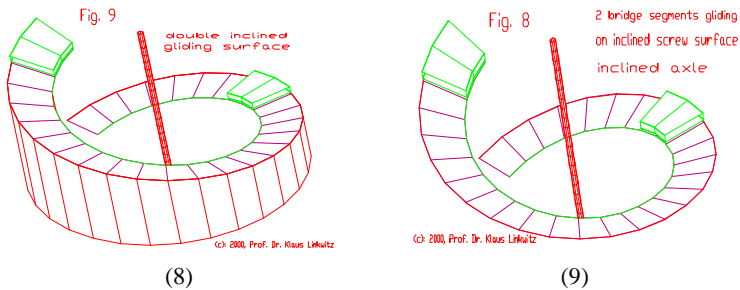 Fig. 9
double inclined
gliding surface
(c): 2000, Prof. Dr. Klaus Linkwitz
(8)
Fig. 8
2 bridge segments gliding
on inclined screw surface
inclined axle
(c): 2000, Prof. Dr. Klaus Linkwitz
(9)